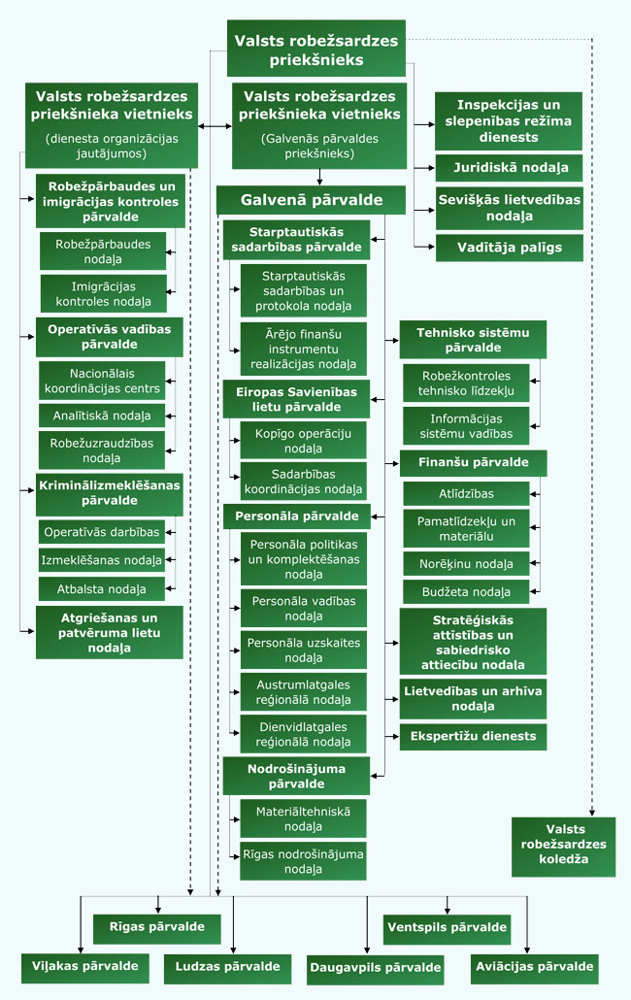 Valsts robežsardzes
priekšnieks
Valsts robežsardzes
priekšnieka vietnieks
(dienesta organizācijas
jautājumos)
Valsts robežsardzes
priekšnieka vietnieks
(Galvenās pārvaldes
priekšnieks)
Inspekcijas un
slepenības režīma
dienests
Juridiskā nodaļa
Sevišķās lietvedības
nodaļa
Vadītāja palīgs
Robežpārbaudes un
imigrācijas kontroles
pārvalde
Robežpārbaudes
nodaļa
Imigrācijas
kontroles nodaļa
Operatīvās vadības
pārvalde
Nacionālais
koordinācijas centrs
Analītiskā nodaļa
Robežuzraudzības
nodaļa
Kriminālizmeklēšanas
pārvalde
Operatīvās darbības
Izmeklēšanas nodaļa
Atbalsta nodaļa
Atgriešanas un
patvēruma lietu
nodaļa
Galvenā pārvalde
Starptautiskās
sadarbības pārvalde
Starptautiskās
sadarbības un
protokola nodaļa
Ārējo finanšu
instrumentu
realizācijas nodaļa
Eiropas Savienības
lietu pārvalde
Kopīgo operāciju
nodaļa
Sadarbības
koordinācijas nodaļa
Personāla pārvalde
Personāla politikas
un komplektēšanas
nodaļa
Personāla vadības
nodaļa
Personāla uzskaites
nodaļa
Austrumlatgales
reģionālā nodaļa
Dienvidlatgales
reģionālā nodaļa
Nodrošinājuma
pārvalde
Materiāltehniskā
nodaļa
Rīgas nodrošinājuma
nodaļa
Tehnisko sistēmu
pārvalde
Robežkontroles
tehnisko līdzekļu
Informācijas
sistēmu vadības
Finanšu pārvalde
Atlīdzības
Pamatlīdzekļu un
materiālu
Norēķinu nodaļa
Budžeta nodaļa
Stratēģiskās
attīstības un
sabiedrisko
attiecību nodaļa
Lietvedības un arhīva
nodaļa
Ekspertīžu dienests
Valsts
robežsardzes
koledža
Rīgas pārvalde
Ventspils pārvalde
Viļakas pārvalde
Ludzas pārvalde
Daugavpils pārvalde
Aviācijas pārvalde